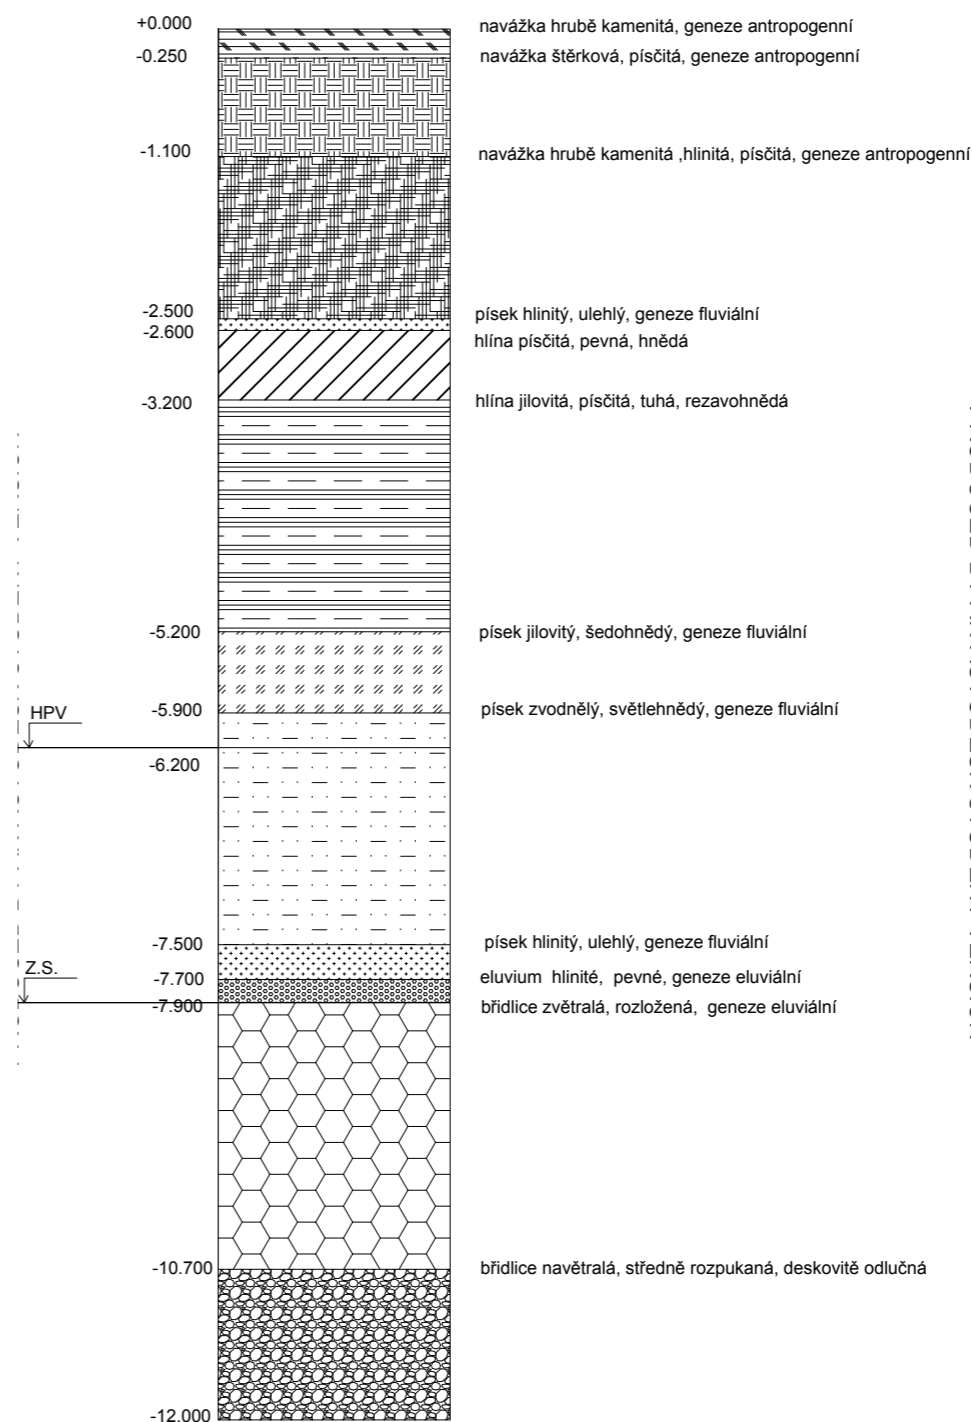 +0.000 navážka hrubě kamenitá, geneze antropogenní
-0.250 navážka štěrková, písčitá, geneze antropogenní
-1.100 navážka hrubě kamenitá ,hlinitá, písčitá, geneze antropogenní
-2.500 písek hlinitý, ulehlý, geneze fluviální
-2.600 hlína písčitá, pevná, hnědá
-3.200 hlína jilovitá, písčitá, tuhá, rezavohnědá
-5.200 písek jilovitý, šedohnědý, geneze fluviální
HPV -5.900 písek zvodnělý, světlehnědý, geneze fluviální
-6.200
-7.500 písek hlinitý, ulehlý, geneze fluviální
Z.S. -7.700 eluvium hlinité, pevné, geneze eluviální
-7.900 břidlice zvětralá, rozložená, geneze eluviální
-10.700 břidlice navětralá, středně rozpukaná, deskovitě odlučná
-12.000